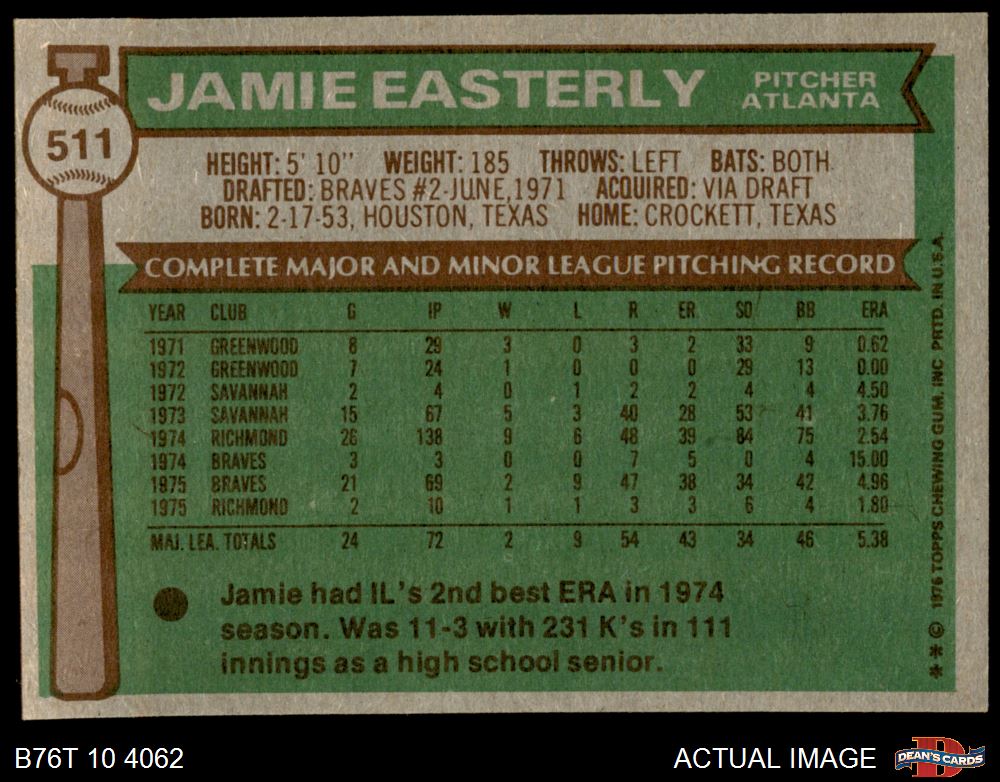 511
JAMIE EASTERLY
PITCHER
ATLANTA
HEIGHT: 5' 10" WEIGHT: 185 THROWS: LEFT BATS: BOTH
DRAFTED: BRAVES #2-JUNE, 1971 ACQUIRED: VIA DRAFT
BORN: 2-17-53, HOUSTON, TEXAS HOME: CROCKETT, TEXAS
COMPLETE MAJOR AND MINOR LEAGUE PITCHING RECORD
YEAR CLUB G IP W L R ER SO BB ERA
1971 GREENWOOD 8 29 3 0 3 2 33 9 0.62
1972 GREENWOOD 7 24 1 0 0 0 29 13 0.00
1972 SAVANNAH 2 4 0 1 2 2 4 4 4.50
1973 SAVANNAH 15 67 5 3 40 28 53 41 3.76
1974 RICHMOND 26 138 9 6 48 39 84 75 2.54
1974 BRAVES 3 3 0 0 7 5 0 4 15.00
1975 BRAVES 21 69 2 9 47 38 34 42 4.96
1975 RICHMOND 2 10 1 1 3 3 6 4 1.80
MAJ. LEA. TOTALS 24 72 2 9 54 43 34 46 5.38
Jamie had IL's 2nd best ERA in 1974
season. Was 11-3 with 231 K's in 111
innings as a high school senior.
* * © 1976 TOPPS CHEWING GUM, INC PRTD. IN U.S.A.
B76T 10 4062
ACTUAL IMAGE
D
DEAN'S CARDS